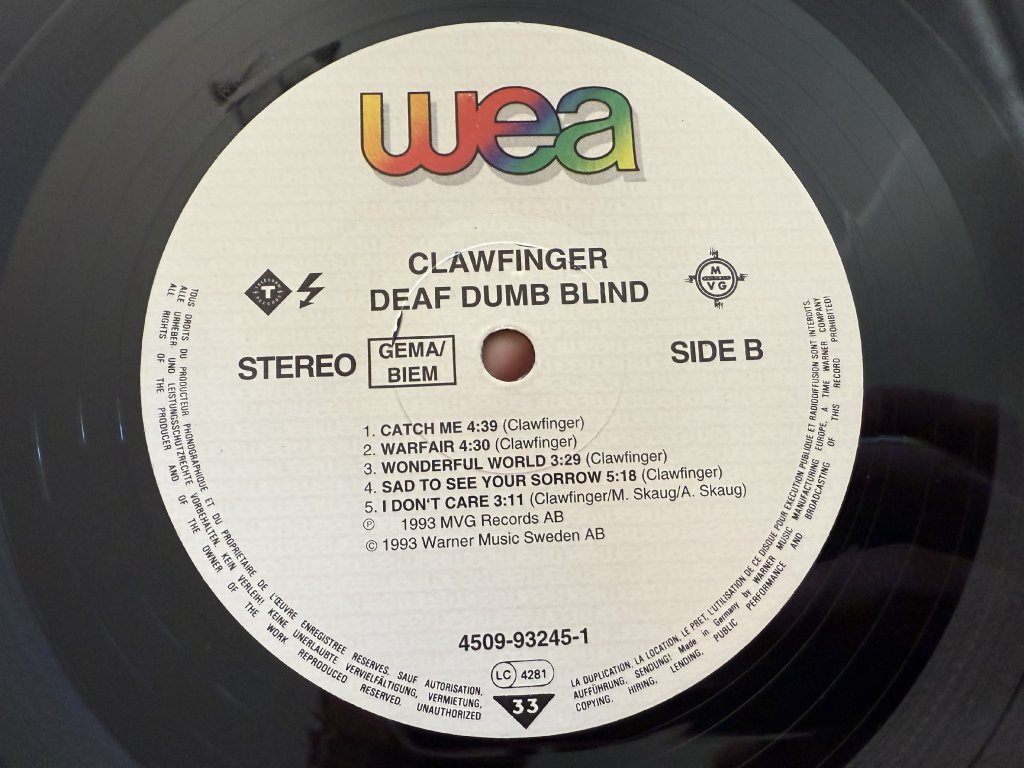 wea
CLAWFINGER
DEAF DUMB BLIND
T
M
VG
STEREO
GEMA/
BIEM
SIDE B
1. CATCH ME 4:39 (Clawfinger)
2. WARFAIR 4:30 (Clawfinger)
3. WONDERFUL WORLD 3:29 (Clawfinger)
4. SAD TO SEE YOUR SORROW 5:18 (Clawfinger)
5. I DON'T CARE 3:11 (Clawfinger/M. Skaug/A. Skaug)
℗ 1993 MVG Records AB
© 1993 Warner Music Sweden AB
4509-93245-1
LC 4281
33
TOUS DROITS DU PRODUCTEUR PHONOGRAPHIQUE ET DU PROPRIETAIRE DE L'ŒUVRE ENREGISTREE RESERVES. SAUF AUTORISATION,
ALLE URHEBER- UND LEISTUNGSSCHUTZRECHTE VORBEHALTEN. KEIN VERLEIH! KEINE UNERLAUBTE VERVIELFÄLTIGUNG, VERMIETUNG,
ALL RIGHTS OF THE PRODUCER AND OF THE OWNER OF THE WORK REPRODUCED RESERVED. UNAUTHORIZED
LA DUPLICATION, LA LOCATION, LE PRET, L'UTILISATION DE CE DISQUE POUR EXECUTION PUBLIQUE ET RADIODIFFUSION SONT INTERDITS.
AUFFÜHRUNG, SENDUNG! Made in Germany by WARNER MUSIC MANUFACTURING EUROPE, A TIME WARNER COMPANY
COPYING, HIRING, LENDING, PUBLIC PERFORMANCE AND BROADCASTING OF THIS RECORD PROHIBITED!